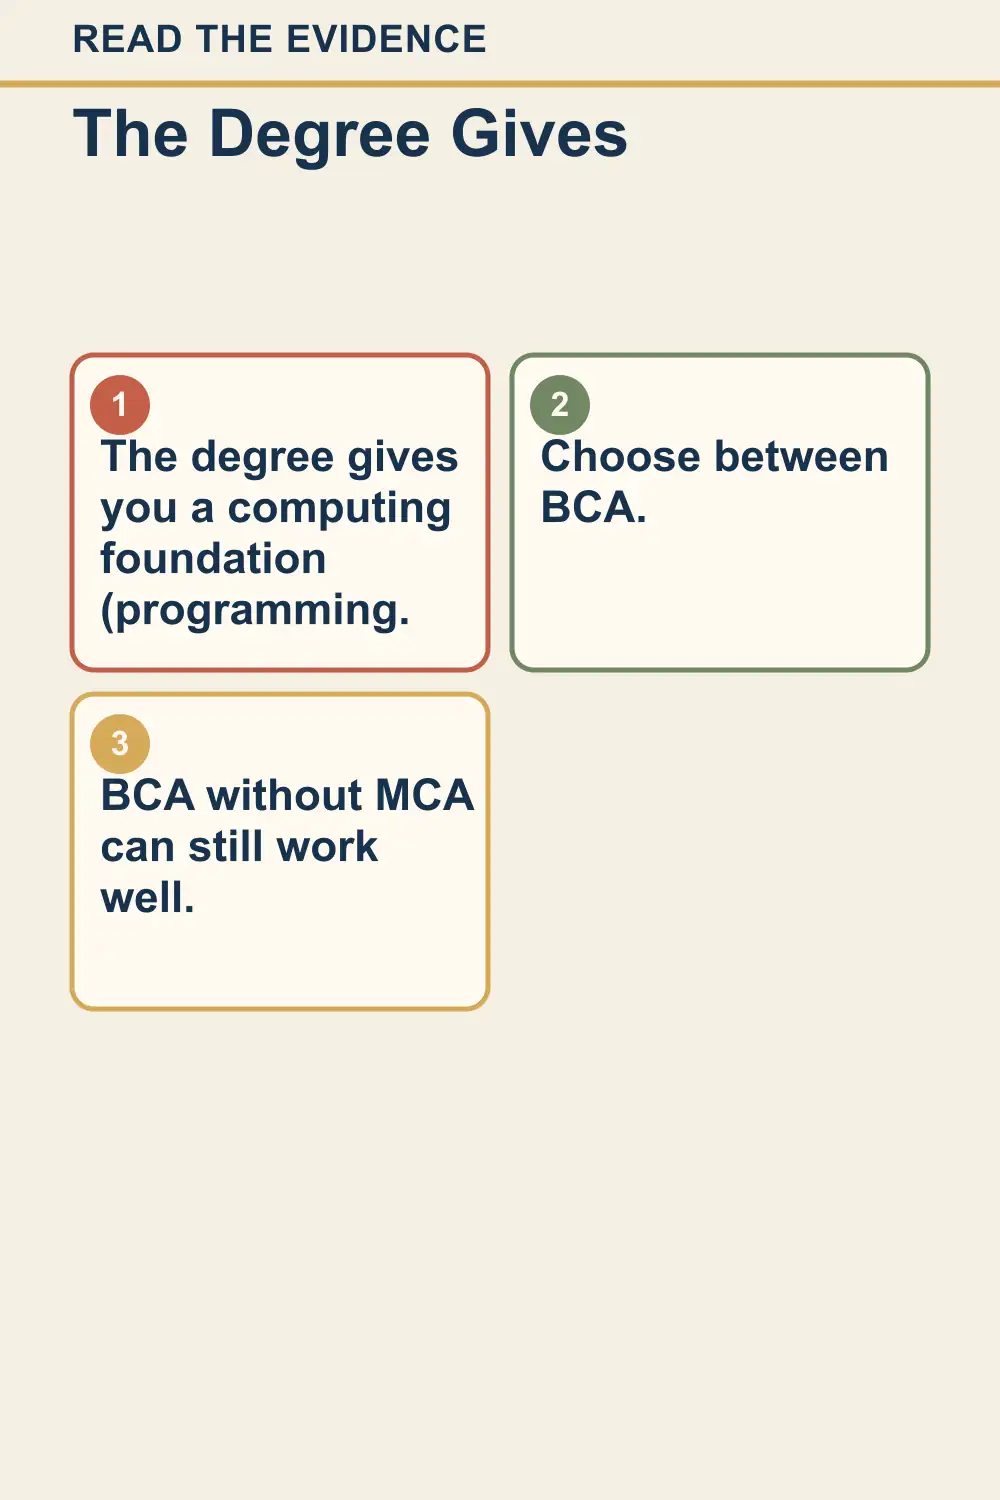 READ THE EVIDENCE
The Degree Gives
1
The degree gives
you a computing
foundation
(programming.
2
Choose between
BCA.
3
BCA without MCA
can still work
well.